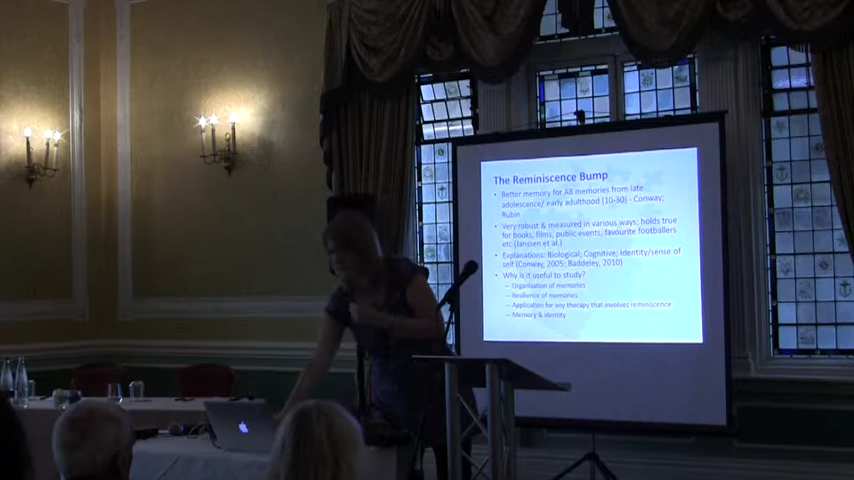 The Reminiscence Bump
• Better memory for AB memories from late
adolescence/ early adulthood (10-30) - Conway;
Rubin
• Very robust & measured in various ways; holds true
for books, films, public events, favourite footballers
etc (Janssen et al.)
• Explanations: Biological; Cognitive; Identity/sense of
self (Conway, 2005; Baddeley, 2010)
• Why is it useful to study?
– Organisation of memories
– Resilience of memories
– Application for any therapy that involves reminiscence
– Memory & identity